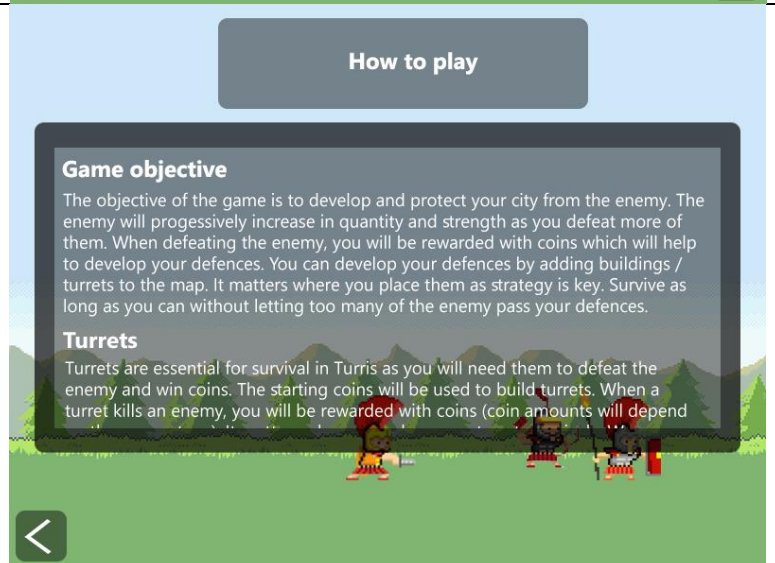 How to play
Game objective
The objective of the game is to develop and protect your city from the enemy. The
enemy will progessively increase in quantity and strength as you defeat more of
them. When defeating the enemy, you will be rewarded with coins which will help
to develop your defences. You can develop your defences by adding buildings /
turrets to the map. It matters where you place them as strategy is key. Survive as
long as you can without letting too many of the enemy pass your defences.
Turrets
Turrets are essential for survival in Turris as you will need them to defeat the
enemy and win coins. The starting coins will be used to build turrets. When a
turret kills an enemy, you will be rewarded with coins (coin amounts will depend